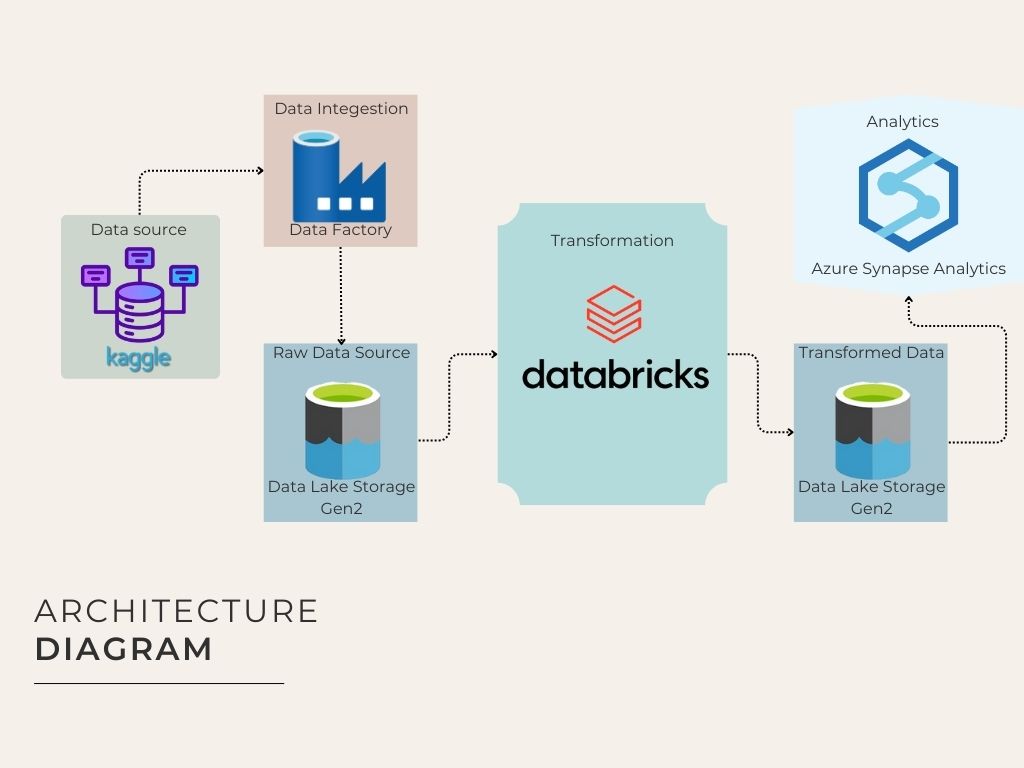 Data source
kaggle
Data Integestion
Data Factory
Raw Data Source
Data Lake Storage
Gen2
Transformation
databricks
Transformed Data
Data Lake Storage
Gen2
Analytics
Azure Synapse Analytics
ARCHITECTURE
DIAGRAM